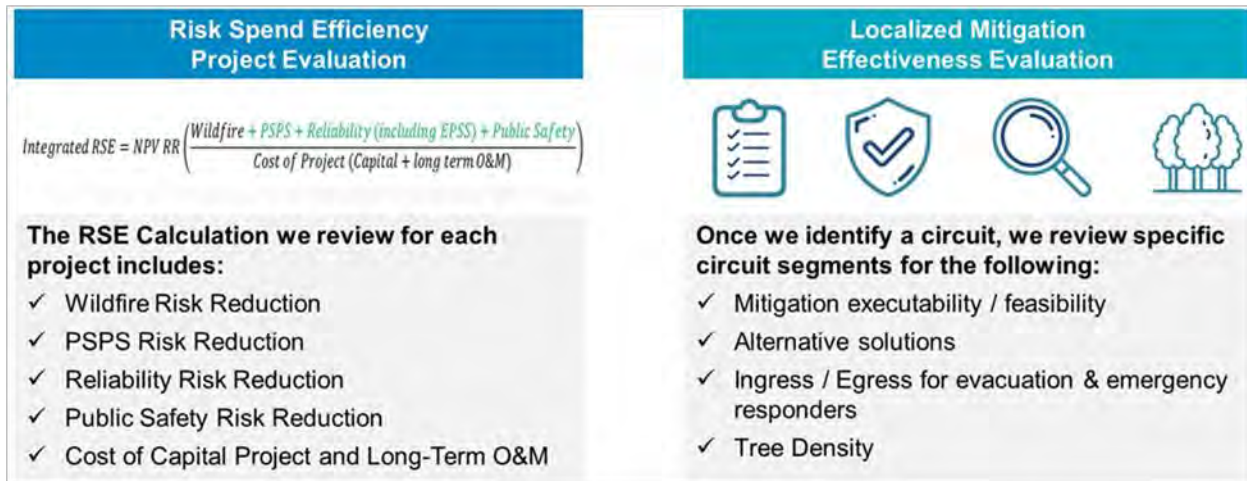 Risk Spend Efficiency
Project Evaluation
Integrated RSE = NPV RR (Wildfire + PSPS + Reliability (including EPSS) + Public Safety / Cost of Project (Capital + long term O&M))
The RSE Calculation we review for each
project includes:
✓ Wildfire Risk Reduction
✓ PSPS Risk Reduction
✓ Reliability Risk Reduction
✓ Public Safety Risk Reduction
✓ Cost of Capital Project and Long-Term O&M
Localized Mitigation
Effectiveness Evaluation
Once we identify a circuit, we review specific
circuit segments for the following:
✓ Mitigation executability / feasibility
✓ Alternative solutions
✓ Ingress / Egress for evacuation & emergency
responders
✓ Tree Density